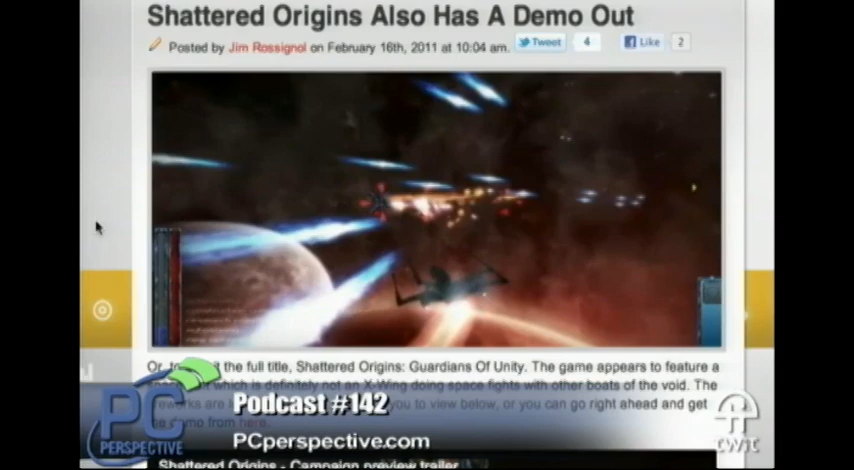 Shattered Origins Also Has A Demo Out
Posted by Jim Rossignol on February 16th, 2011 at 10:04 am.
Tweet 4 Like 2
Or, to it the full title, Shattered Origins: Guardians Of Unity. The game appears to feature a
which is definitely not an X-Wing doing space fights with other boats of the void. The
are you to view below, or you can go right ahead and get
demo from here.
PC
PERSPECTIVE
Podcast #142
PCperspective.com
twit
Shattered Origins - Campaign preview trailer